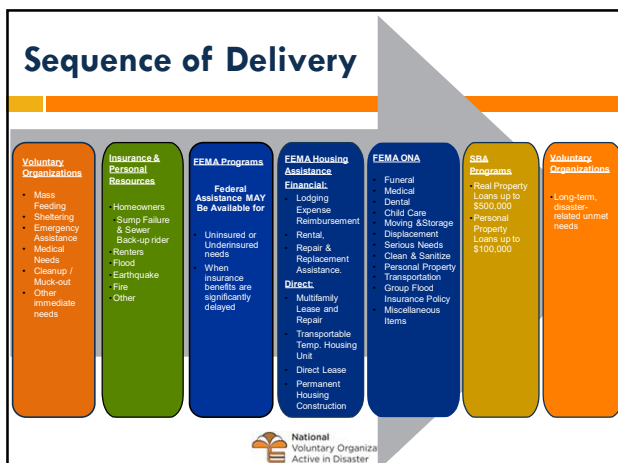 Sequence of Delivery
Voluntary
Organizations
• Mass
Feeding
• Sheltering
• Emergency
Assistance
• Medical
Needs
• Cleanup /
Muck-out
• Other
immediate
needs
Insurance &
Personal
Resources
• Homeowners
• Sump Failure
& Sewer
Back-up rider
• Renters
• Flood
• Earthquake
• Fire
• Other
FEMA Programs
Federal
Assistance MAY
Be Available for
• Uninsured or
Underinsured
needs
• When
insurance
benefits are
significantly
delayed
FEMA Housing
Assistance
Financial:
• Lodging
Expense
Reimbursement
• Rental,
• Repair &
Replacement
Assistance.
Direct:
• Multifamily
Lease and
Repair
• Transportable
Temp. Housing
Unit
• Direct Lease
• Permanent
Housing
Construction
FEMA ONA
• Funeral
• Medical
• Dental
• Child Care
• Moving &Storage
• Displacement
• Serious Needs
• Clean & Sanitize
• Personal Property
• Transportation
• Group Flood
Insurance Policy
• Miscellaneous
Items
SBA
Programs
• Real Property
Loans up to
$500,000
• Personal
Property
Loans up to
$100,000
Voluntary
Organizations
• Long-term,
disaster-
related unmet
needs
National
Voluntary Organiza
Active in Disaster